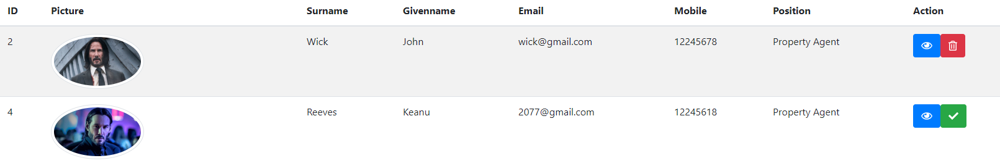 ID Picture Surname Givenname Email Mobile Position Action
2 Wick John wick@gmail.com 12245678 Property Agent
4 Reeves Keanu 2077@gmail.com 12245618 Property Agent